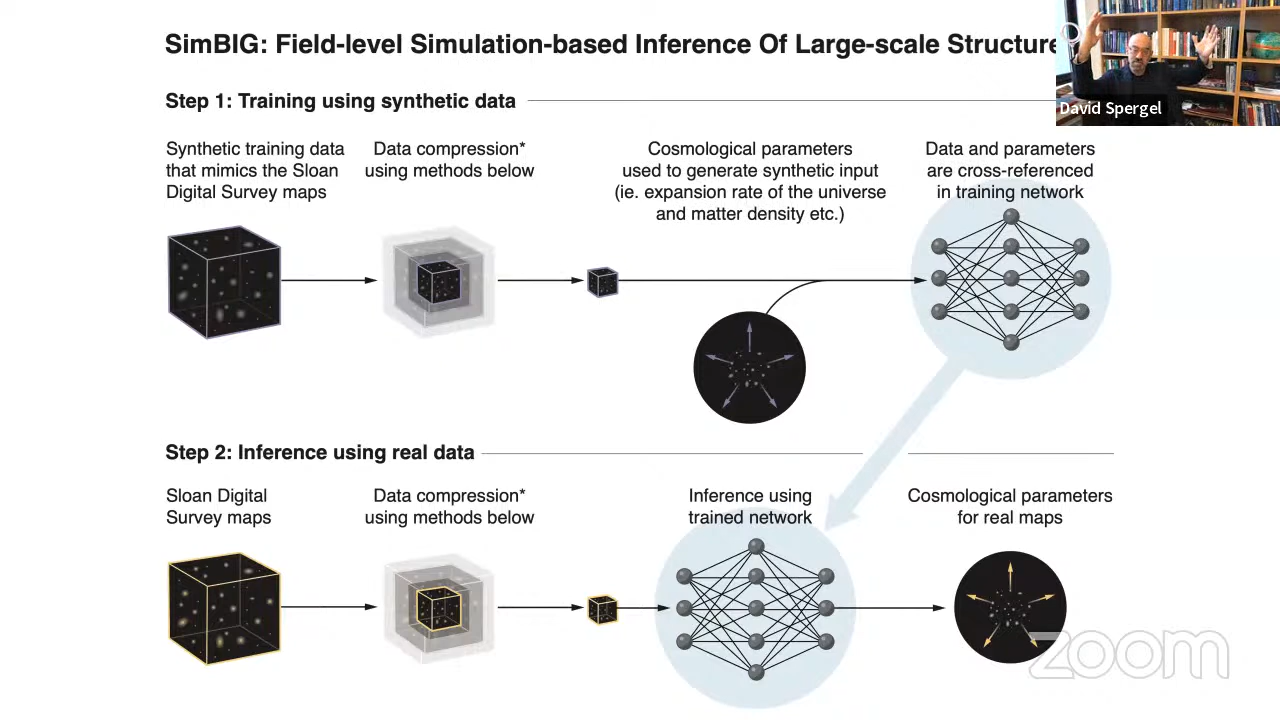 SimBIG: Field-level Simulation-based Inference Of Large-scale Structure
David Spergel
Step 1: Training using synthetic data
Synthetic training data
that mimics the Sloan
Digital Survey maps
Data compression*
using methods below
Cosmological parameters
used to generate synthetic input
(ie. expansion rate of the universe
and matter density etc.)
Data and parameters
are cross-referenced
in training network
Step 2: Inference using real data
Sloan Digital
Survey maps
Data compression*
using methods below
Inference using
trained network
Cosmological parameters
for real maps
zoom